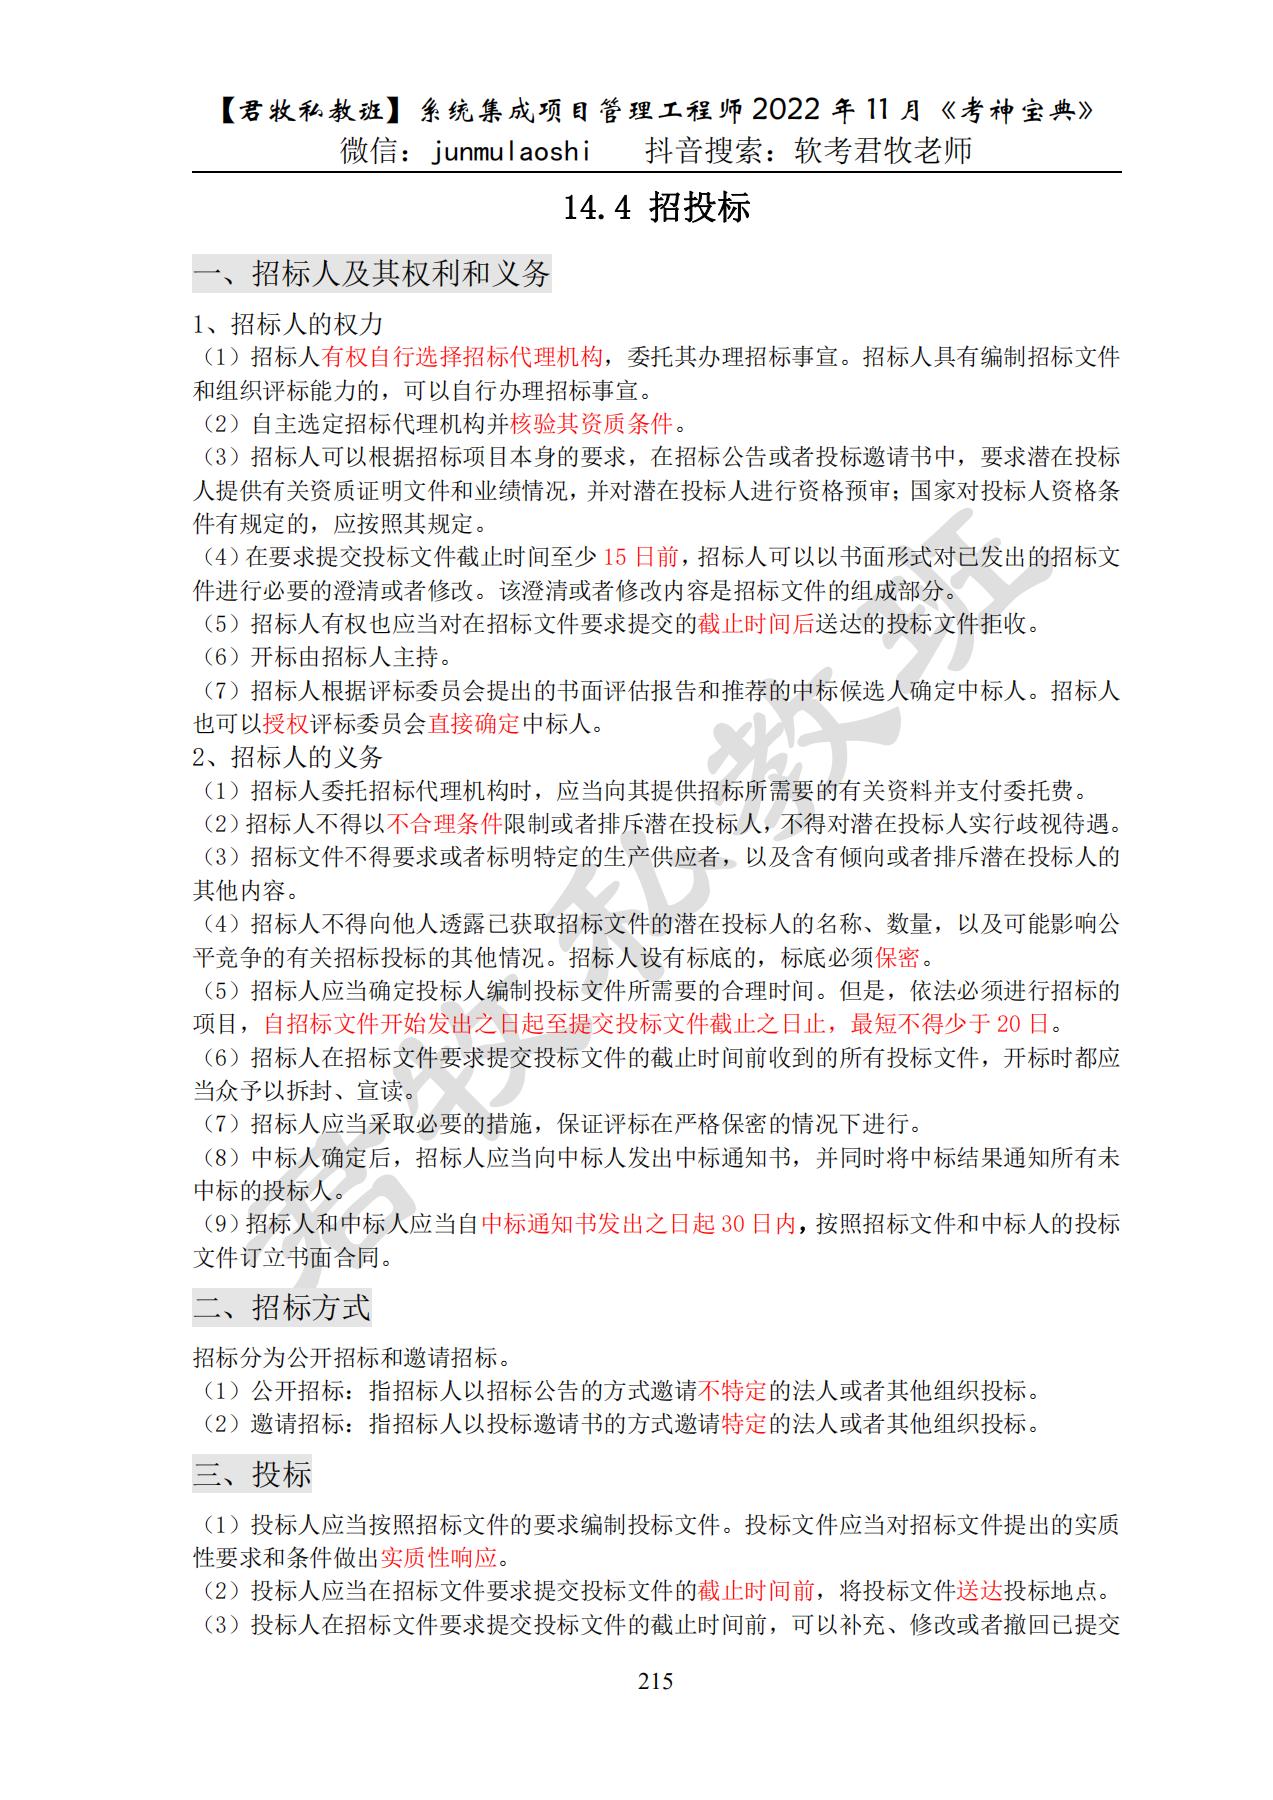 【君牧私教班】系统集成项目管理工程师 2022 年 11 月《考神宝典》
微信：junmulaoshi 抖音搜索：软考君牧老师
14.4 招投标
一、招标人及其权利和义务
1、招标人的权力
（1）招标人有权自行选择招标代理机构，委托其办理招标事宣。招标人具有编制招标文件
和组织评标能力的，可以自行办理招标事宣。
（2）自主选定招标代理机构并核验其资质条件。
（3）招标人可以根据招标项目本身的要求，在招标公告或者投标邀请书中，要求潜在投标
人提供有关资质证明文件和业绩情况，并对潜在投标人进行资格预审；国家对投标人资格条
件有规定的，应按照其规定。
（4）在要求提交投标文件截止时间至少 15 日前，招标人可以以书面形式对已发出的招标文
件进行必要的澄清或者修改。该澄清或者修改内容是招标文件的组成部分。
（5）招标人有权也应当对在招标文件要求提交的截止时间后送达的投标文件拒收。
（6）开标由招标人主持。
（7）招标人根据评标委员会提出的书面评估报告和推荐的中标候选人确定中标人。招标人
也可以授权评标委员会直接确定中标人。
2、招标人的义务
（1）招标人委托招标代理机构时，应当向其提供招标所需要的有关资料并支付委托费。
（2）招标人不得以不合理条件限制或者排斥潜在投标人，不得对潜在投标人实行歧视待遇。
（3）招标文件不得要求或者标明特定的生产供应者，以及含有倾向或者排斥潜在投标人的
其他内容。
（4）招标人不得向他人透露已获取招标文件的潜在投标人的名称、数量，以及可能影响公
平竞争的有关招标投标的其他情况。招标人设有标底的，标底必须保密。
（5）招标人应当确定投标人编制投标文件所需要的合理时间。但是，依法必须进行招标的
项目，自招标文件开始发出之日起至提交投标文件截止之日止，最短不得少于 20 日。
（6）招标人在招标文件要求提交投标文件的截止时间前收到的所有投标文件，开标时都应
当众予以拆封、宣读。
（7）招标人应当采取必要的措施，保证评标在严格保密的情况下进行。
（8）中标人确定后，招标人应当向中标人发出中标通知书，并同时将中标结果通知所有未
中标的投标人。
（9）招标人和中标人应当自中标通知书发出之日起 30 日内，按照招标文件和中标人的投标
文件订立书面合同。
二、招标方式
招标分为公开招标和邀请招标。
（1）公开招标：指招标人以招标公告的方式邀请不特定的法人或者其他组织投标。
（2）邀请招标：指招标人以投标邀请书的方式邀请特定的法人或者其他组织投标。
三、投标
（1）投标人应当按照招标文件的要求编制投标文件。投标文件应当对招标文件提出的实质
性要求和条件做出实质性响应。
（2）投标人应当在招标文件要求提交投标文件的截止时间前，将投标文件送达投标地点。
（3）投标人在招标文件要求提交投标文件的截止时间前，可以补充、修改或者撤回已提交
215
君牧私教班